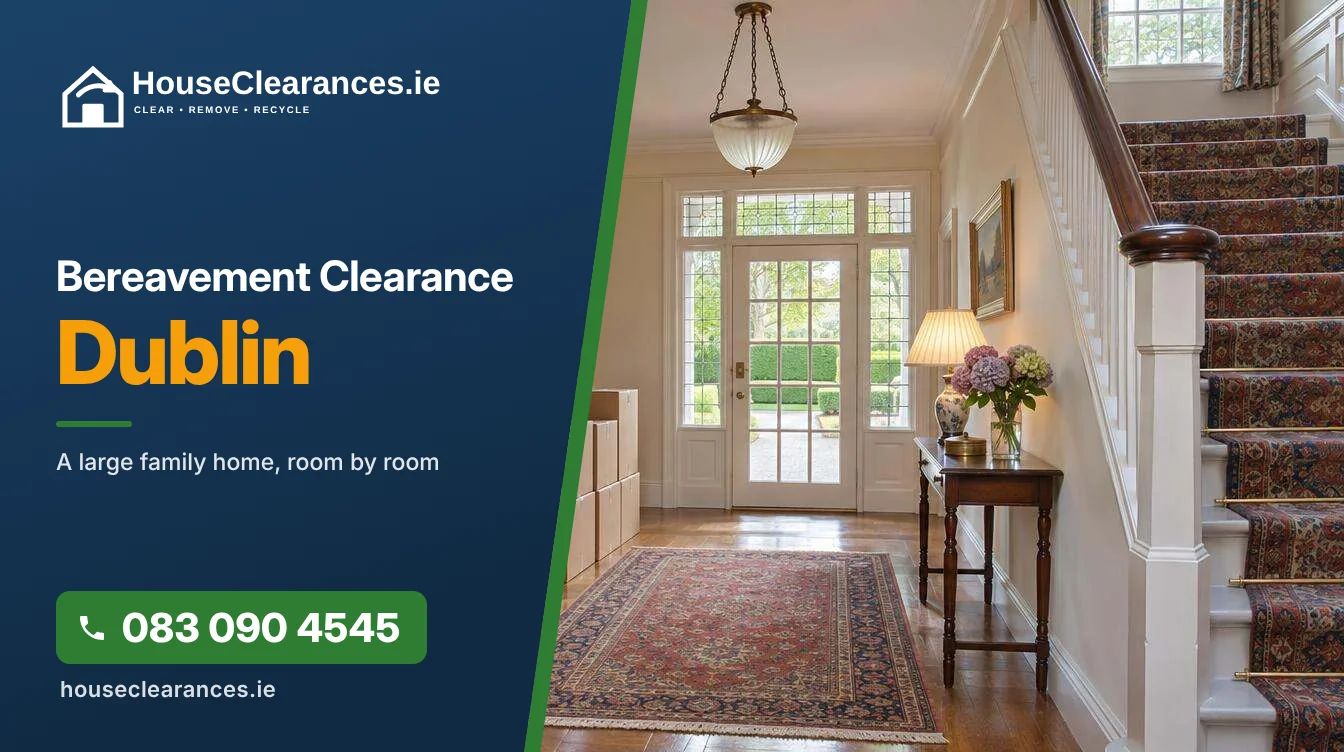 HouseClearances.ie
CLEAR • REMOVE • RECYCLE
Bereavement Clearance
Dublin
A large family home, room by room
083 090 4545
houseclearances.ie